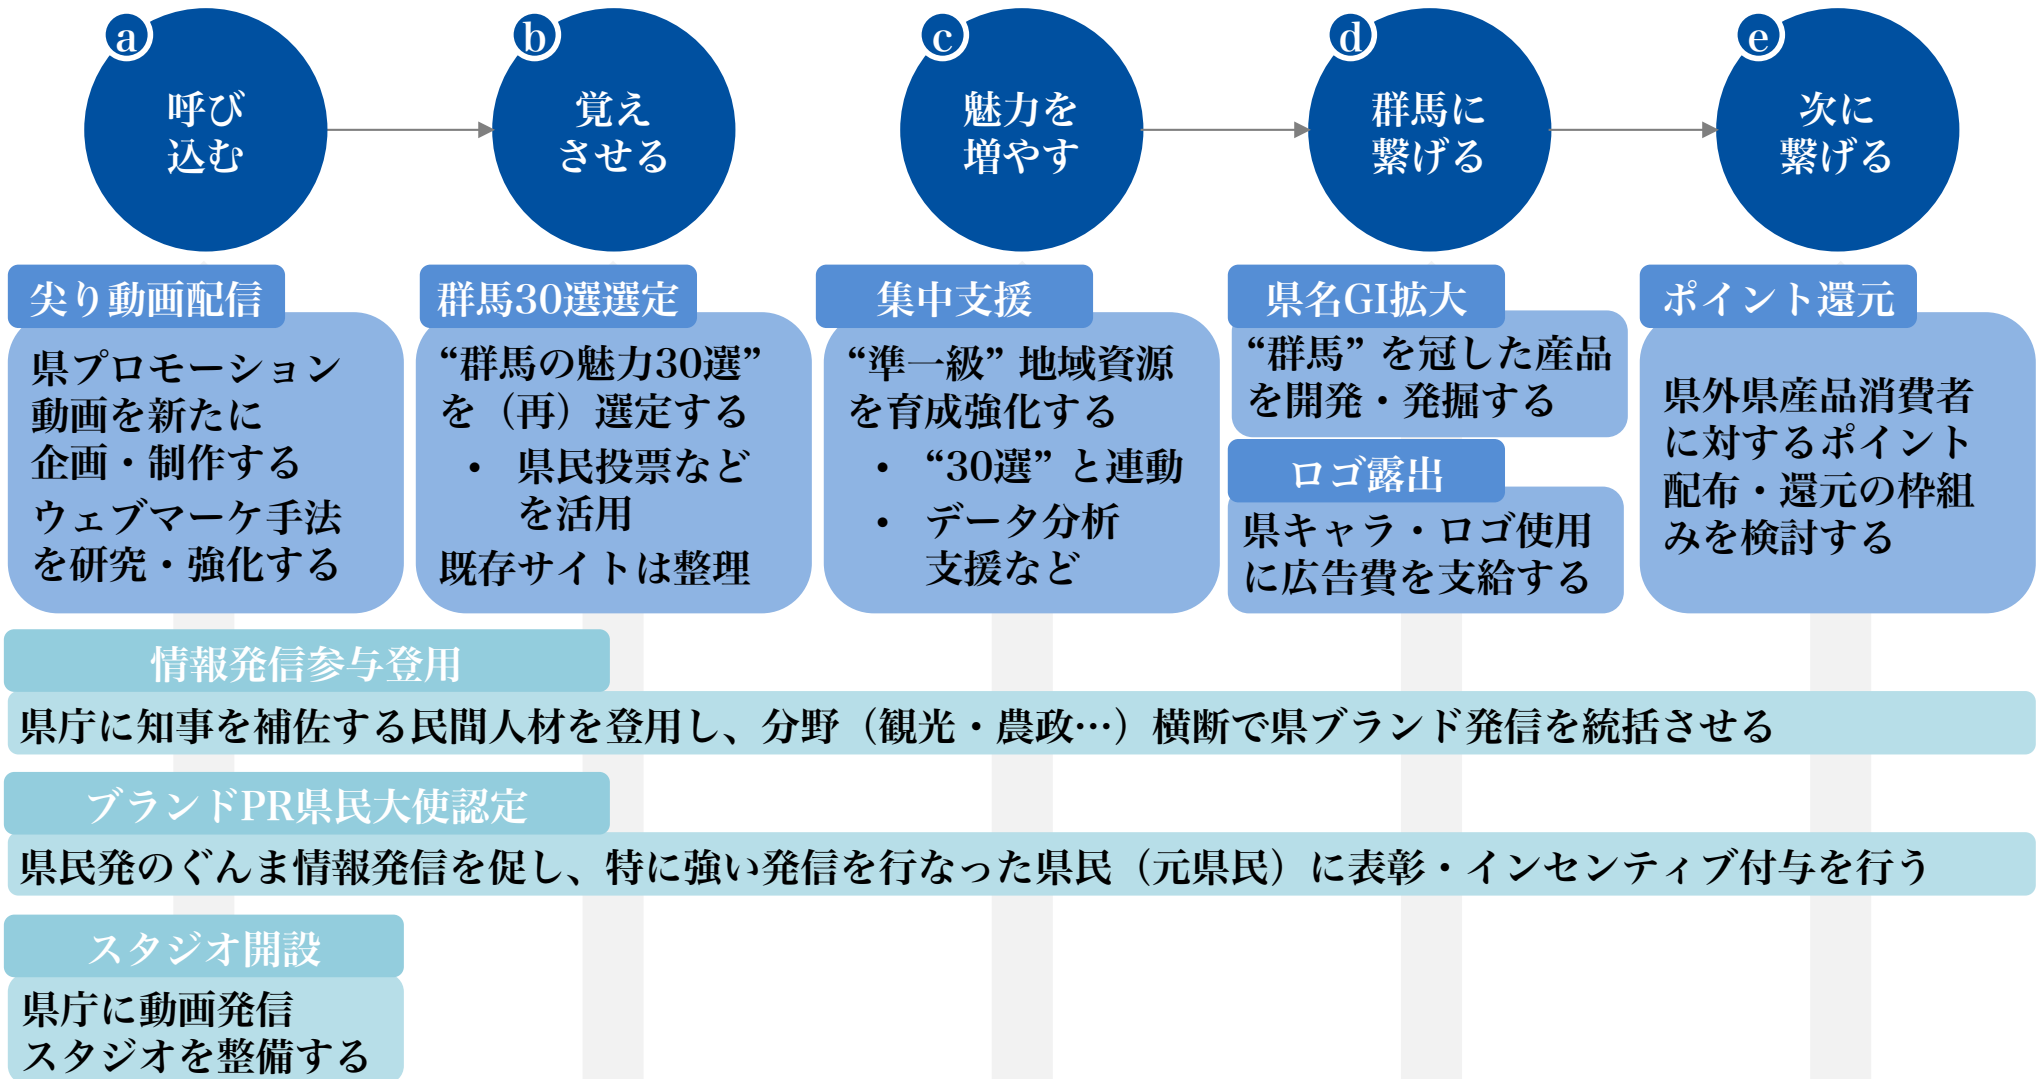 a
呼び
込む
b
覚え
させる
c
魅力を
増やす
d
群馬に
繋げる
e
次に
繋げる
尖り動画配信
県プロモーション
動画を新たに
企画・制作する
ウェブマーケ手法
を研究・強化する
群馬30選選定
“群馬の魅力30選”
を（再）選定する
• 県民投票など
を活用
既存サイトは整理
集中支援
“準一級” 地域資源
を育成強化する
• “30選” と連動
• データ分析
支援など
県名GI拡大
“群馬” を冠した産品
を開発・発掘する
ロゴ露出
県キャラ・ロゴ使用
に広告費を支給する
ポイント還元
県外県産品消費者
に対するポイント
配布・還元の枠組
みを検討する
情報発信参与登用
県庁に知事を補佐する民間人材を登用し、分野（観光・農政…）横断で県ブランド発信を統括させる
ブランドPR県民大使認定
県民発のぐんま情報発信を促し、特に強い発信を行なった県民（元県民）に表彰・インセンティブ付与を行う
スタジオ開設
県庁に動画発信
スタジオを整備する